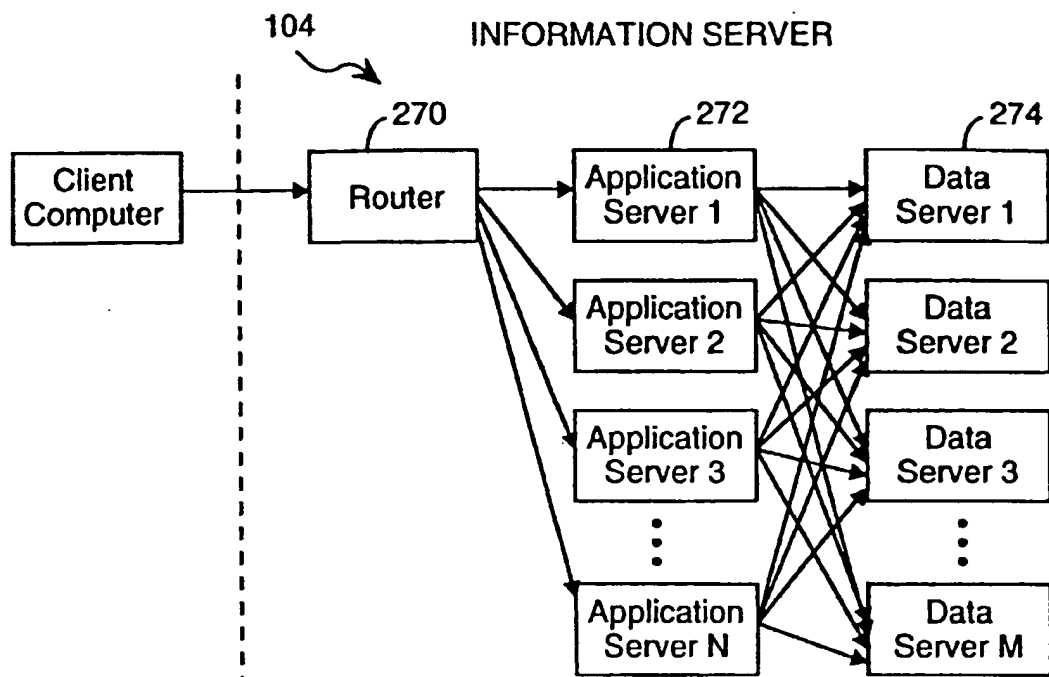 104
INFORMATION SERVER
270
272
274
Client
Computer
Router
Application
Server 1
Data
Server 1
Application
Server 2
Data
Server 2
Application
Server 3
Data
Server 3
Application
Server N
Data
Server M